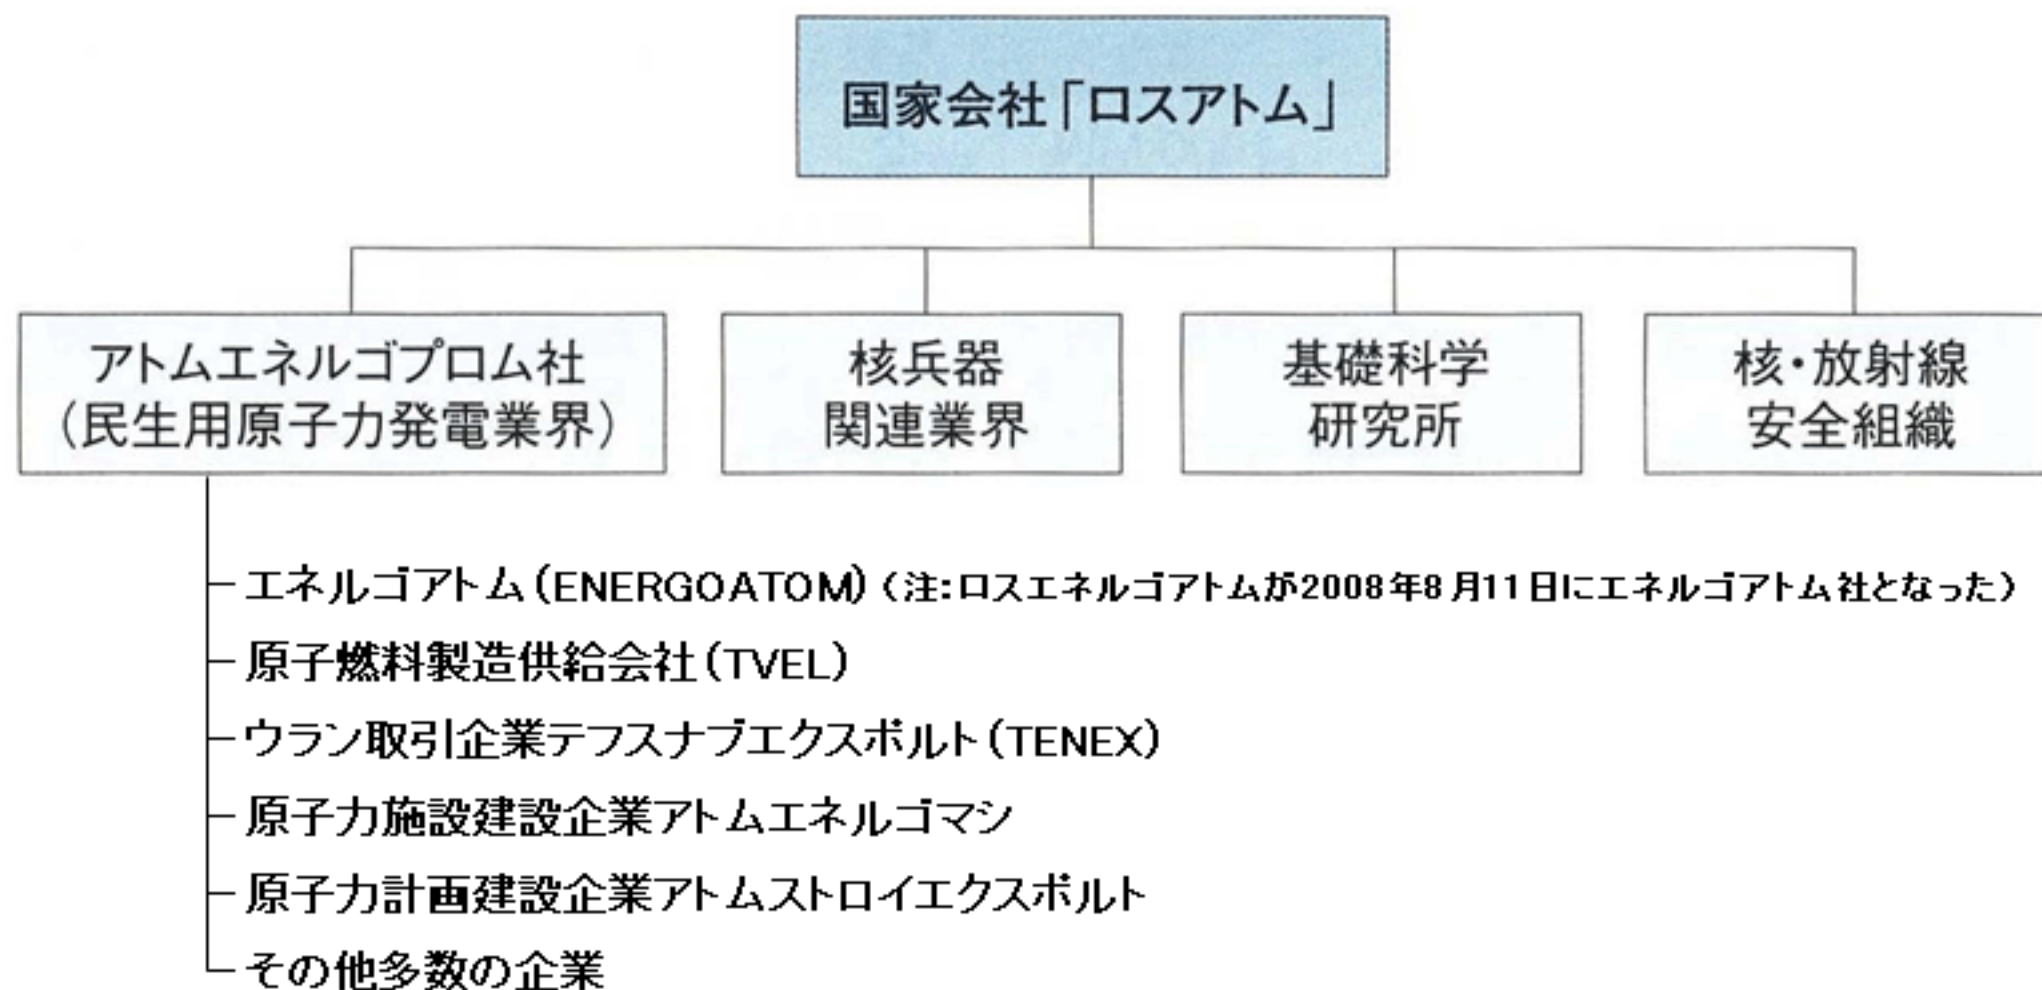 国家会社「ロスアトム」
アトムエネルゴプロム社
（民生用原子力発電業界）
核兵器
関連業界
基礎科学
研究所
核・放射線
安全組織
エネルゴアトム（ENERGOATOM）（注：ロスエネルゴアトムが2008年8月11日にエネルゴアトム社となった）
原子燃料製造供給会社（TVEL）
ウラン取引企業テフスナブエクスポルト（TENEX）
原子力施設建設企業アトムエネルゴマシ
原子力計画建設企業アトムストロイエクスポルト
その他多数の企業